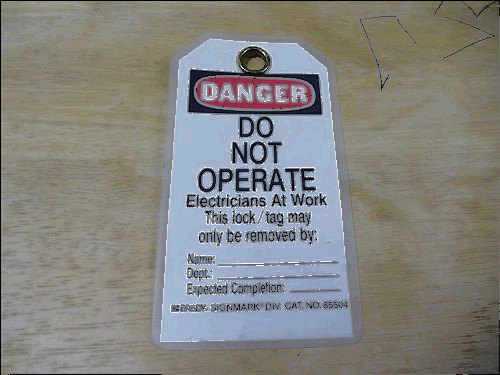 DANGER
DO
NOT
OPERATE
Electricians At Work
This lock / tag may
only be removed by:
Name:
Dept.:
Expected Completion:
BRADY SIGNMARK DIV. CAT. NO. 65504